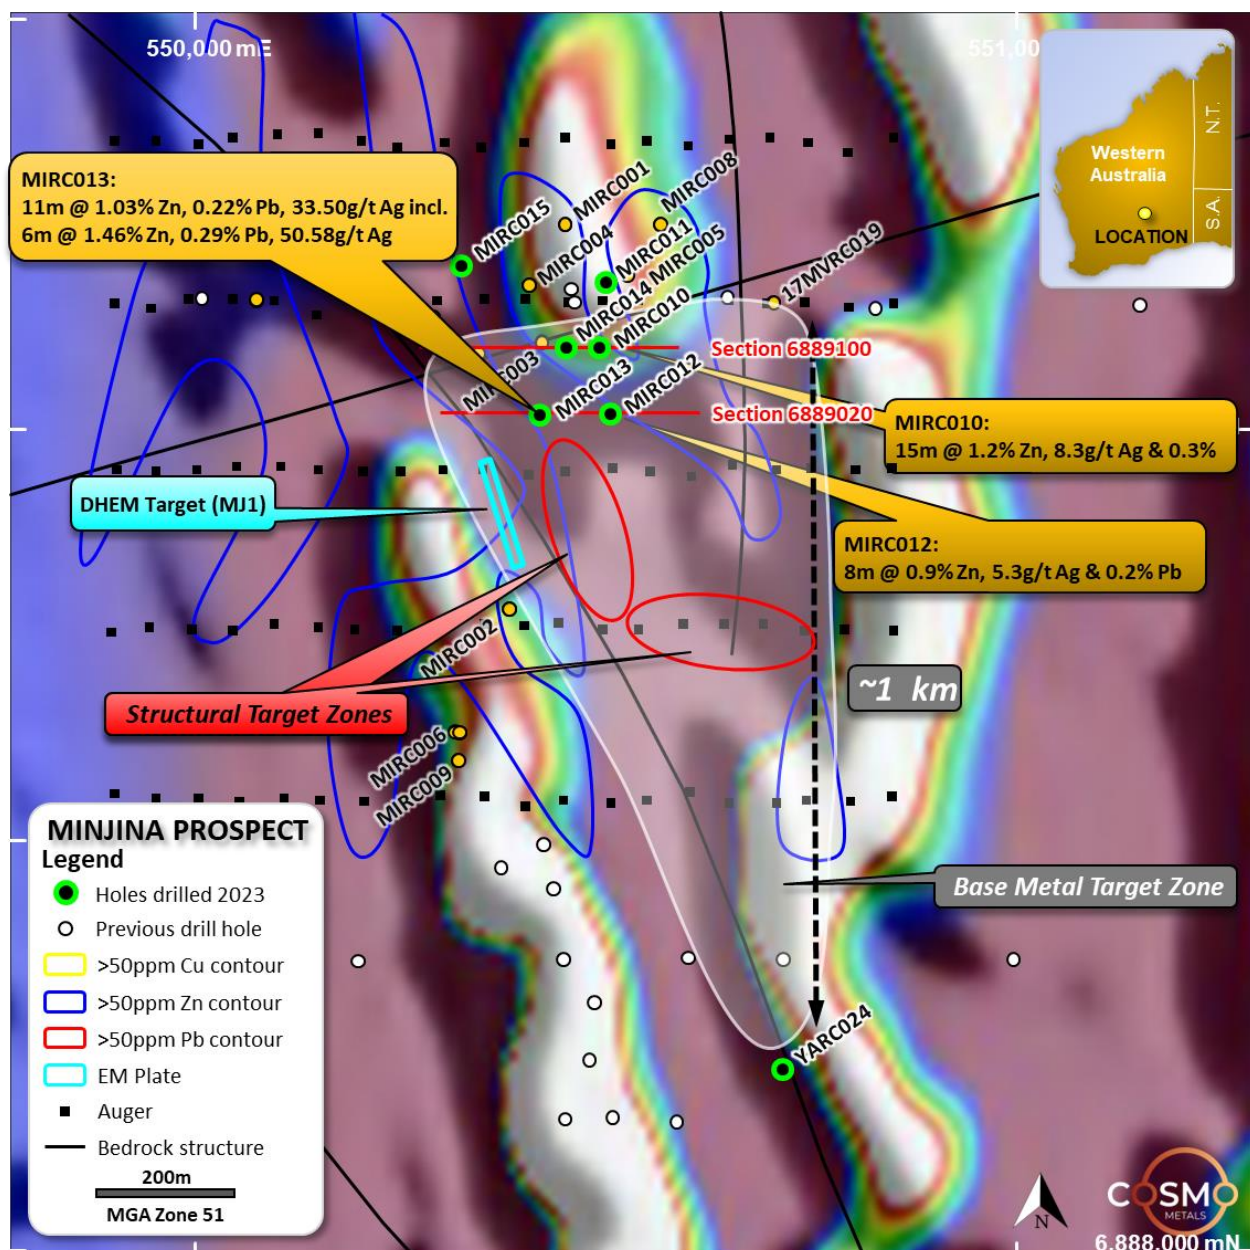 550,000 mE
551,00
MIRC013:
11m @ 1.03% Zn, 0.22% Pb, 33.50g/t Ag incl.
6m @ 1.46% Zn, 0.29% Pb, 50.58g/t Ag
Western
Australia
N.T.
S.A.
LOCATION
MIRC001
MIRC008
MIRC015
MIRC004
MIRC011
MIRC005
17MVRC019
MIRC014
MIRC010
Section 6889100
MIRC003
MIRC013
MIRC012
Section 6889020
MIRC010:
15m @ 1.2% Zn, 8.3g/t Ag & 0.3%
DHEM Target (MJ1)
MIRC012:
8m @ 0.9% Zn, 5.3g/t Ag & 0.2% Pb
MIRC002
~1 km
Structural Target Zones
MIRC006
MIRC009
Base Metal Target Zone
YARC024
MINJINA PROSPECT
Legend
Holes drilled 2023
Previous drill hole
>50ppm Cu contour
>50ppm Zn contour
>50ppm Pb contour
EM Plate
Auger
Bedrock structure
200m
MGA Zone 51
N
COSMO
METALS
6,888,000 mN